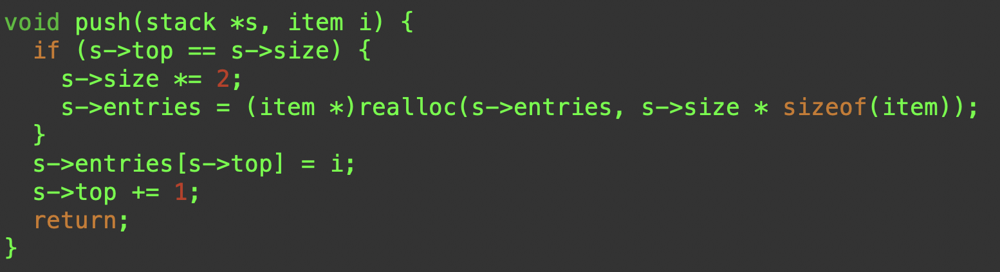 void push(stack *s, item i) {
  if (s->top == s->size) {
    s->size *= 2;
    s->entries = (item *)realloc(s->entries, s->size * sizeof(item));
  }
  s->entries[s->top] = i;
  s->top += 1;
  return;
}